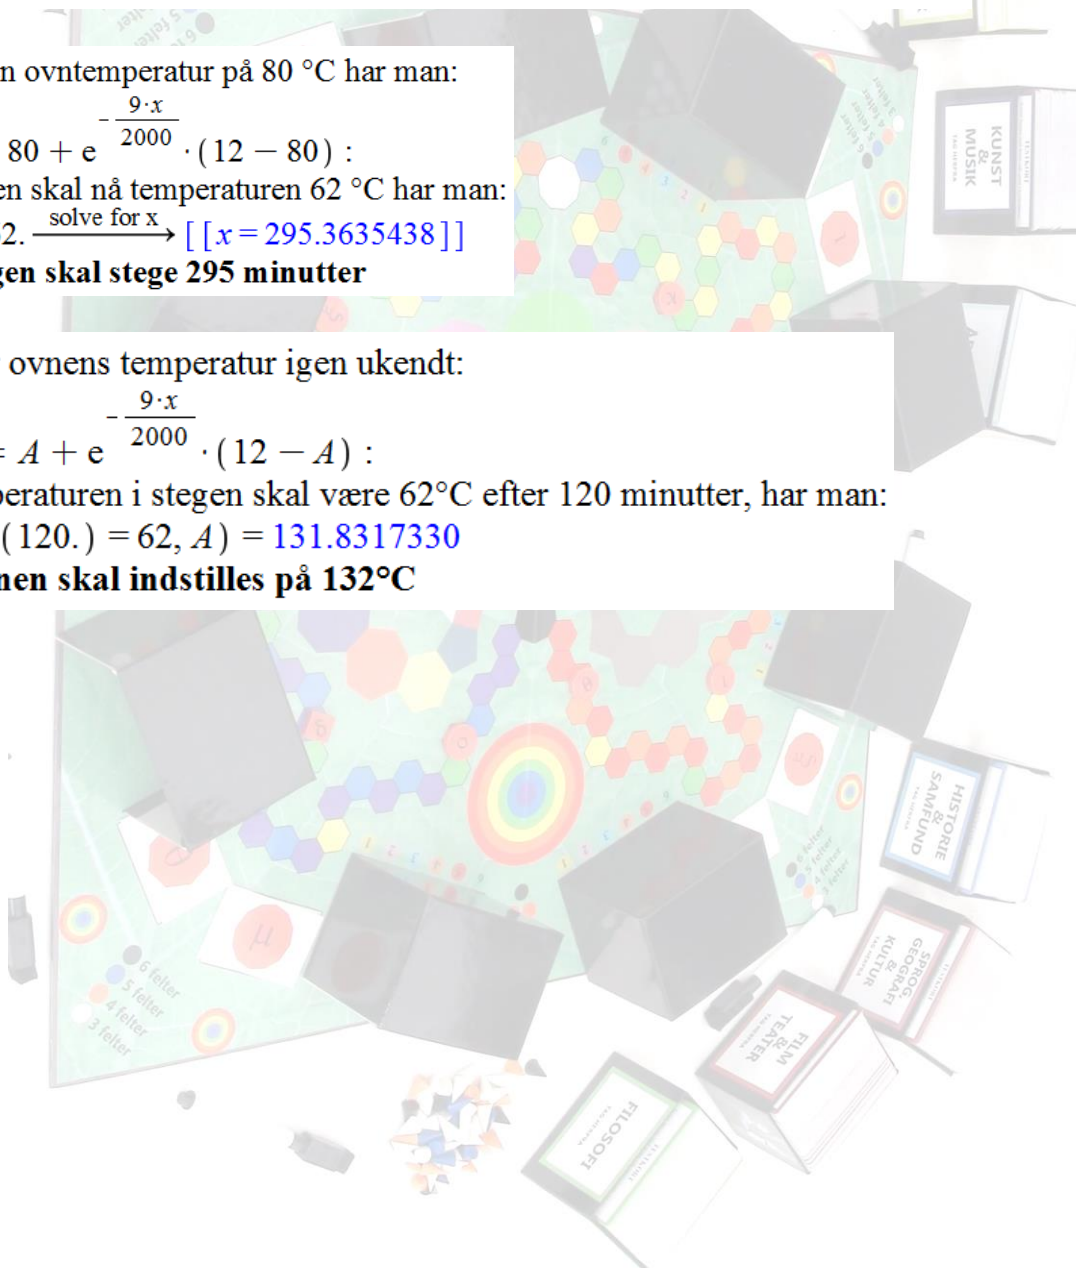 n ovntemperatur på 80 °C har man:
80 + e^(-9·x/2000) · (12 − 80) :
en skal nå temperaturen 62 °C har man:
2. solve for x → [[x = 295.3635438]]
gen skal stege 295 minutter
ovnens temperatur igen ukendt:
= A + e^(-9·x/2000) · (12 − A) :
peraturen i stegen skal være 62°C efter 120 minutter, har man:
(120.) = 62, A) = 131.8317330
nen skal indstilles på 132°C
KUNST
&
MUSIK
HISTORIE
&
SAMFUND
SPROG,
GEOGRAFI
&
KULTUR
FILM
&
TEATER
FILOSOFI
6 felter
5 felter
4 felter
3 felter
6 felter
5 felter
4 felter
3 felter
μ